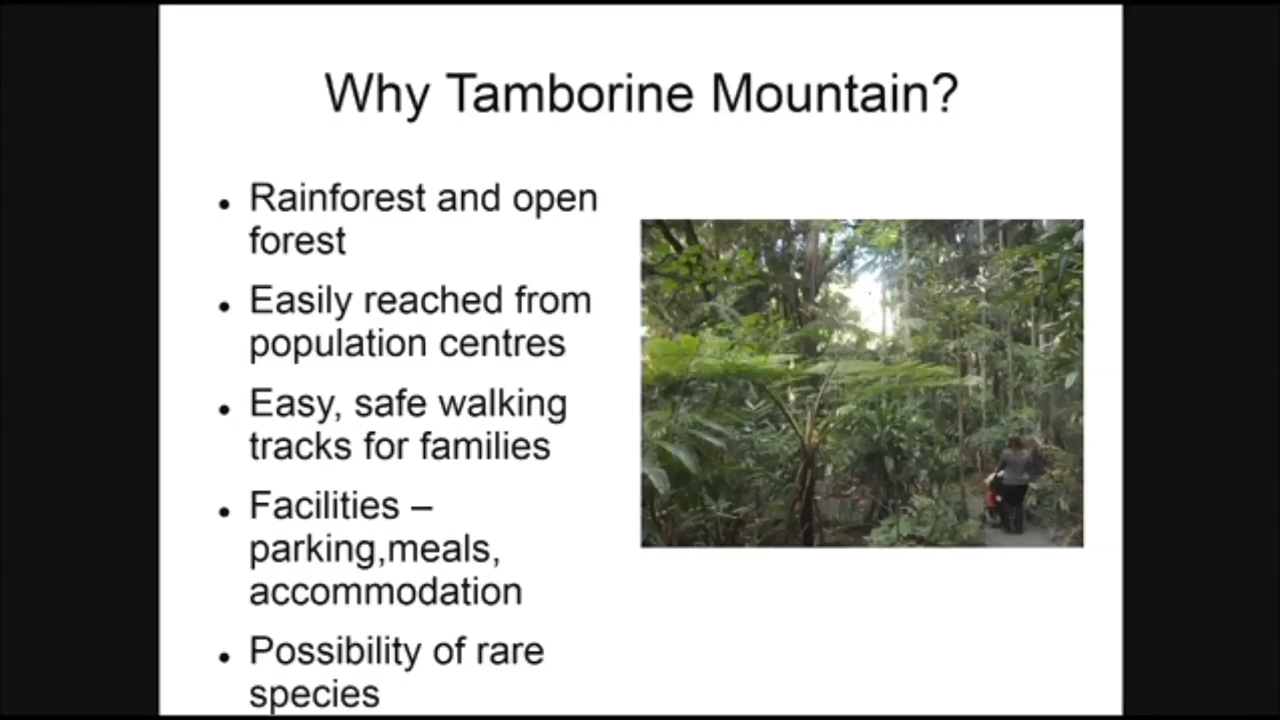 Why Tamborine Mountain?
• Rainforest and open
forest
• Easily reached from
population centres
• Easy, safe walking
tracks for families
• Facilities –
parking,meals,
accommodation
• Possibility of rare
species